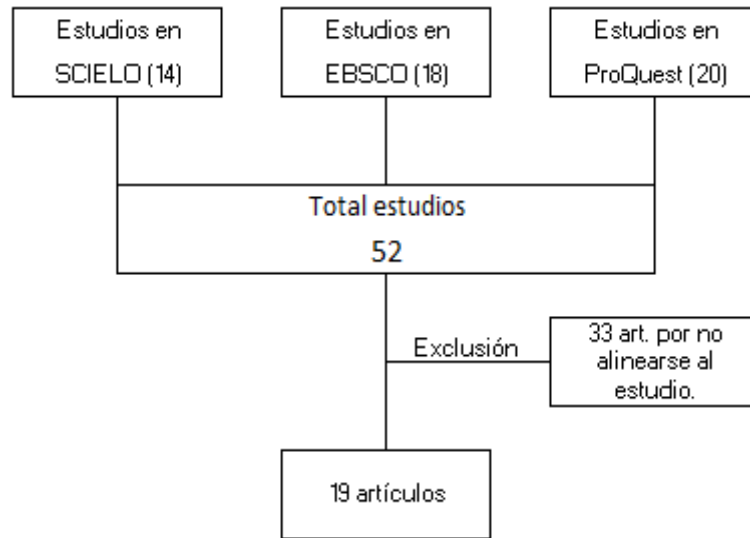 Estudios en
SCIELO (14)
Estudios en
EBSCO (18)
Estudios en
ProQuest (20)
Total estudios
52
Exclusión
33 art. por no
alinearse al
estudio.
19 artículos